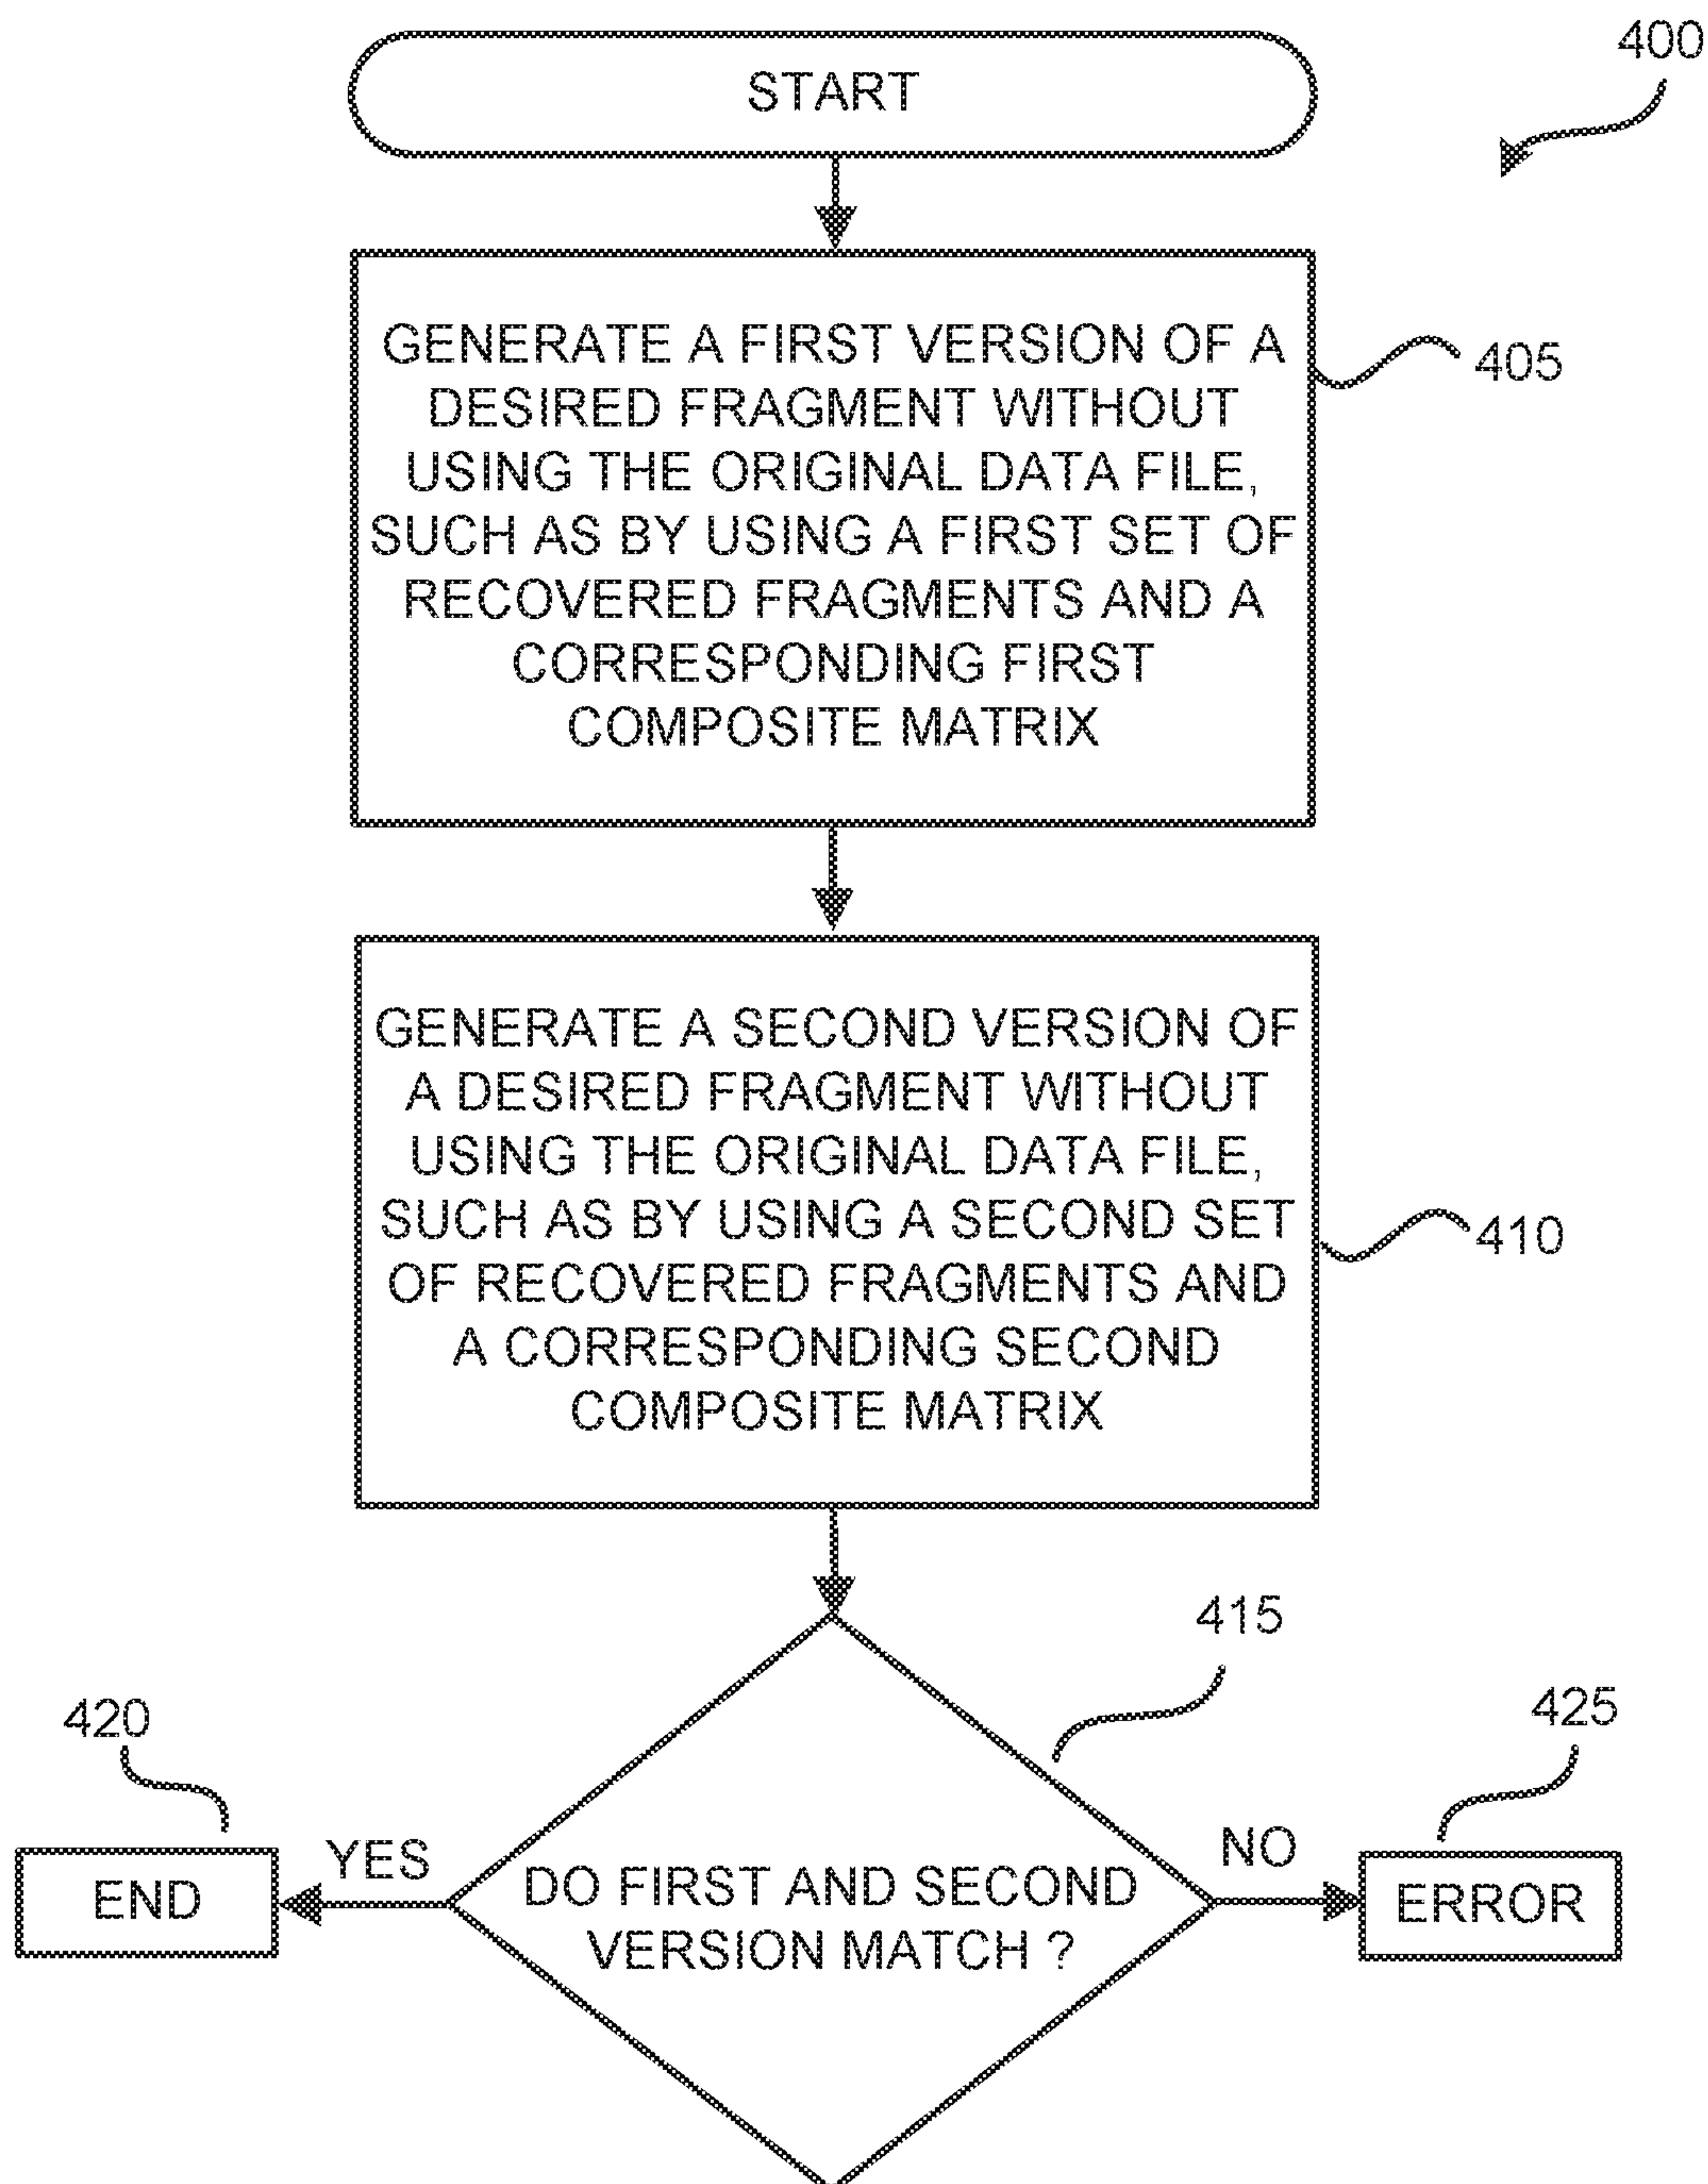 400
START
GENERATE A FIRST VERSION OF A
DESIRED FRAGMENT WITHOUT
USING THE ORIGINAL DATA FILE,
SUCH AS BY USING A FIRST SET OF
RECOVERED FRAGMENTS AND A
CORRESPONDING FIRST
COMPOSITE MATRIX
405
GENERATE A SECOND VERSION OF
A DESIRED FRAGMENT WITHOUT
USING THE ORIGINAL DATA FILE,
SUCH AS BY USING A SECOND SET
OF RECOVERED FRAGMENTS AND
A CORRESPONDING SECOND
COMPOSITE MATRIX
410
415
420
425
YES
NO
END
DO FIRST AND SECOND
VERSION MATCH ?
ERROR